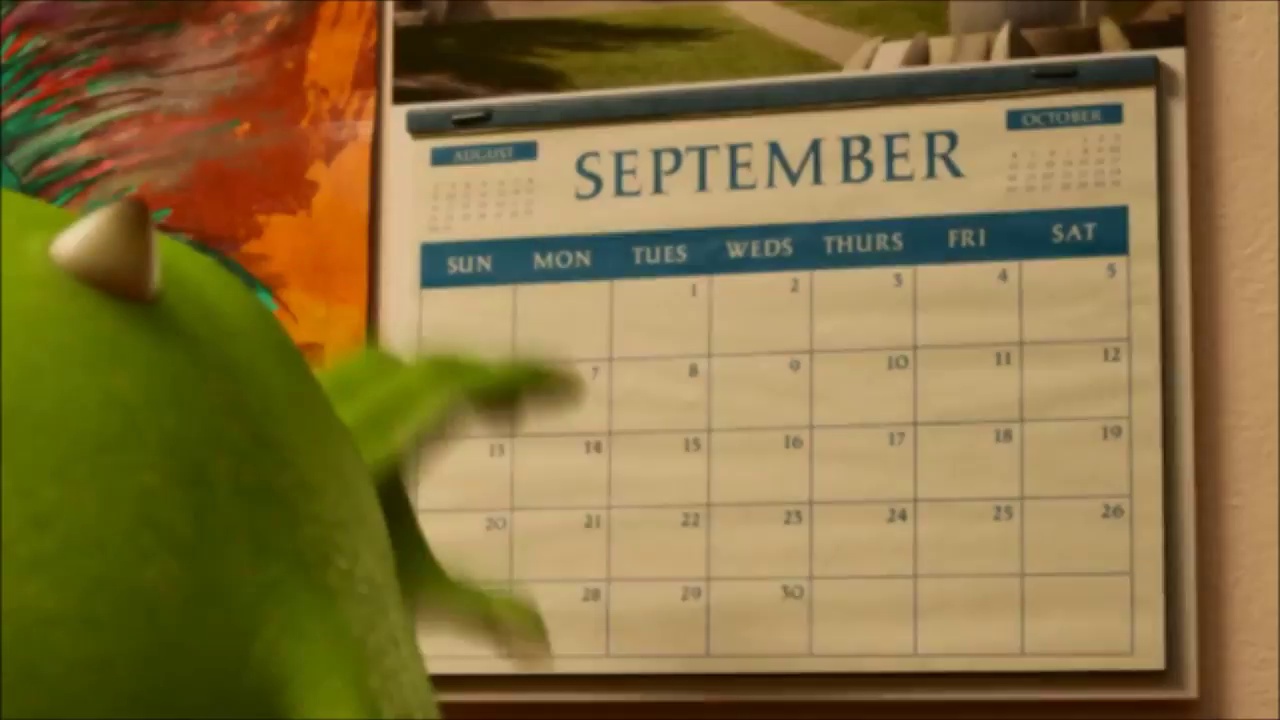 AUGUST
SEPTEMBER
OCTOBER
SUN MON TUES WEDS THURS FRI SAT
1 2 3 4 5
7 8 9 10 11 12
13 14 15 16 17 18 19
20 21 22 23 24 25 26
28 29 30